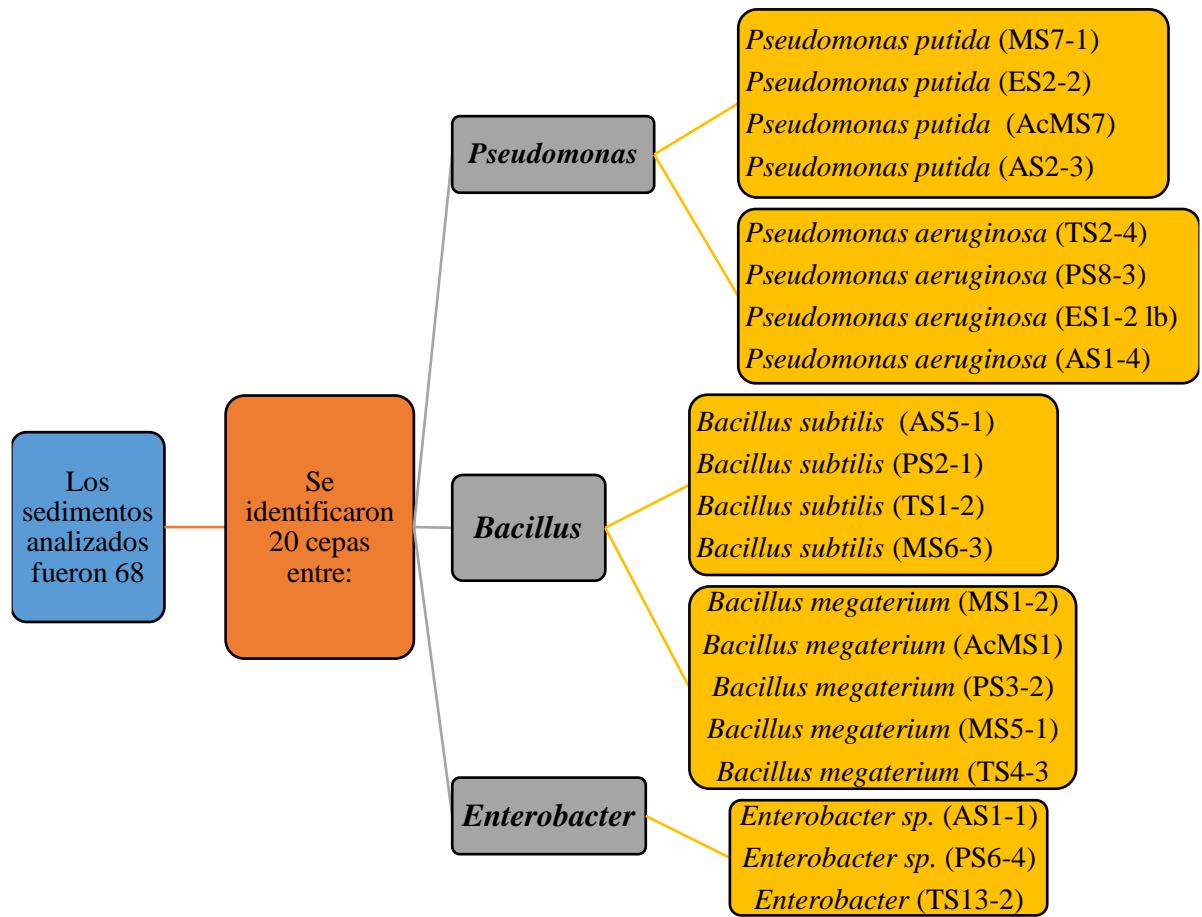 Los
sedimentos
analizados
fueron 68
Se
identificaron
20 cepas
entre:
Pseudomonas
Pseudomonas putida (MS7-1)
Pseudomonas putida (ES2-2)
Pseudomonas putida (AcMS7)
Pseudomonas putida (AS2-3)
Pseudomonas aeruginosa (TS2-4)
Pseudomonas aeruginosa (PS8-3)
Pseudomonas aeruginosa (ES1-2 lb)
Pseudomonas aeruginosa (AS1-4)
Bacillus
Bacillus subtilis (AS5-1)
Bacillus subtilis (PS2-1)
Bacillus subtilis (TS1-2)
Bacillus subtilis (MS6-3)
Bacillus megaterium (MS1-2)
Bacillus megaterium (AcMS1)
Bacillus megaterium (PS3-2)
Bacillus megaterium (MS5-1)
Bacillus megaterium (TS4-3
Enterobacter
Enterobacter sp. (AS1-1)
Enterobacter sp. (PS6-4)
Enterobacter (TS13-2)